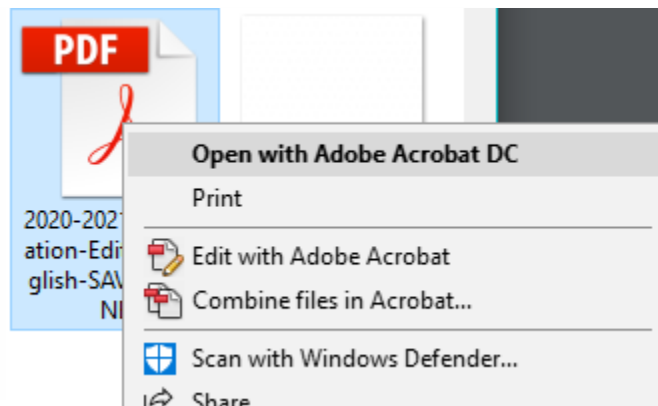 PDF
Open with Adobe Acrobat DC
Print
2020-202
ation-Edi
glish-SAV
Edit with Adobe Acrobat
Combine files in Acrobat...
Scan with Windows Defender...
Share